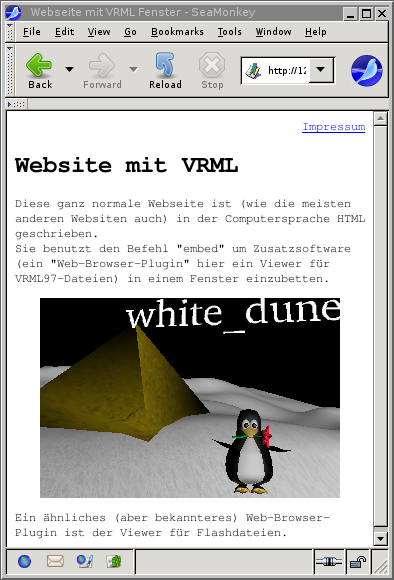 Webseite mit VRML Fenster - SeaMonkey
File Edit View Go Bookmarks Tools Window Help
Back Forward Reload Stop http://12
Impressum
Website mit VRML
Diese ganz normale Webseite ist (wie die meisten
anderen Websiten auch) in der Computersprache HTML
geschrieben.
Sie benutzt den Befehl "embed" um Zusatzsoftware
(ein "Web-Browser-Plugin" hier ein Viewer für
VRML97-Dateien) in einem Fenster einzubetten.
white_dune
Ein ähnliches (aber bekannteres) Web-Browser-
Plugin ist der Viewer für Flashdateien.